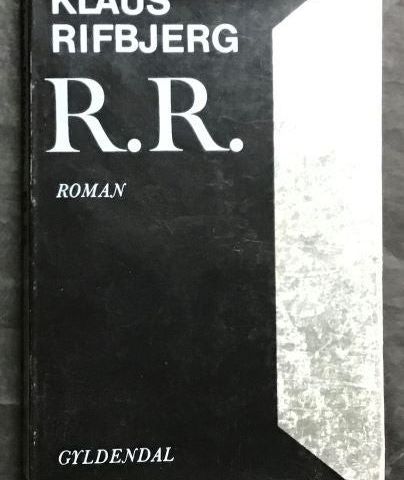 KLAUS
RIFBJERG
R.R.
ROMAN
GYLDENDAL